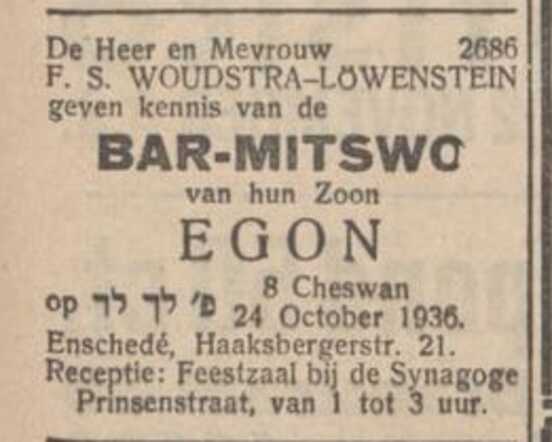 De Heer en Mevrouw 2686
F. S. WOUDSTRA–LÖWENSTEIN
geven kennis van de
BAR-MITSWO
van hun Zoon
EGON
op פ' לך לך 8 Cheswan
24 October 1936.
Enschedé, Haaksbergerstr. 21.
Receptie: Feestzaal bij de Synagoge
Prinsenstraat, van 1 tot 3 uur.